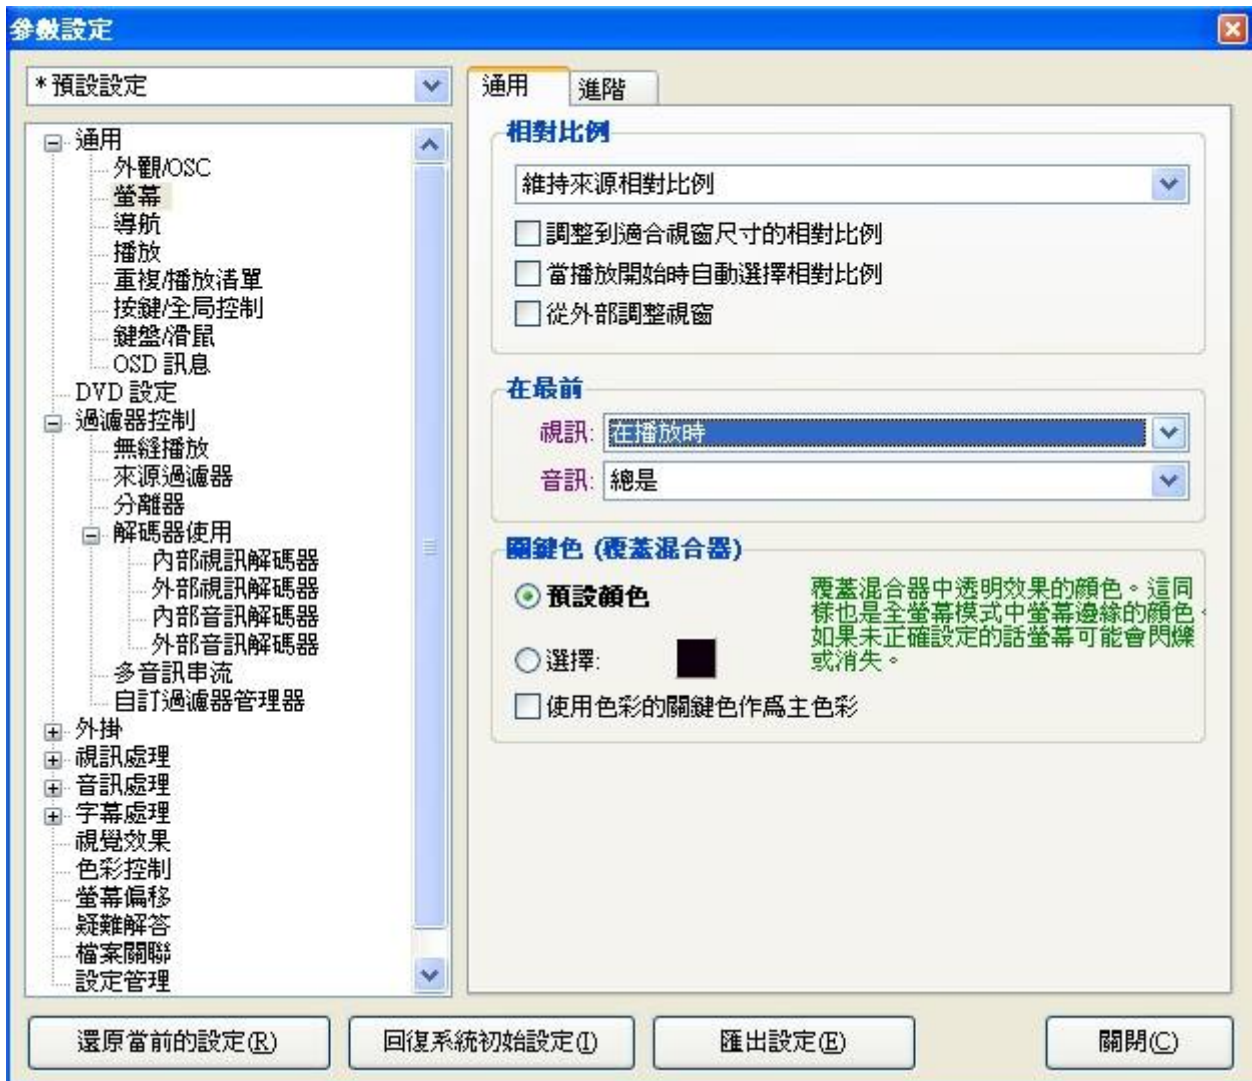 參數設定
*預設設定
通用
外觀/OSC
螢幕
導航
播放
重複/播放清單
按鍵/全局控制
鍵盤/滑鼠
OSD 訊息
DVD 設定
過濾器控制
無縫播放
來源過濾器
分離器
解碼器使用
內部視訊解碼器
外部視訊解碼器
內部音訊解碼器
外部音訊解碼器
多音訊串流
自訂過濾器管理器
外掛
視訊處理
音訊處理
字幕處理
視覺效果
色彩控制
螢幕偏移
疑難解答
檔案關聯
設定管理
通用
進階
相對比例
維持來源相對比例
調整到適合視窗尺寸的相對比例
當播放開始時自動選擇相對比例
從外部調整視窗
在最前
視訊: 在播放時
音訊: 總是
關鍵色 (覆蓋混合器)
預設顏色
選擇:
覆蓋混合器中透明效果的顏色。這同
樣也是全螢幕模式中螢幕邊緣的顏色。
如果未正確設定的話螢幕可能會閃爍
或消失。
使用色彩的關鍵色作為主色彩
還原當前的設定(R)
回復系統初始設定(I)
匯出設定(E)
關閉(C)